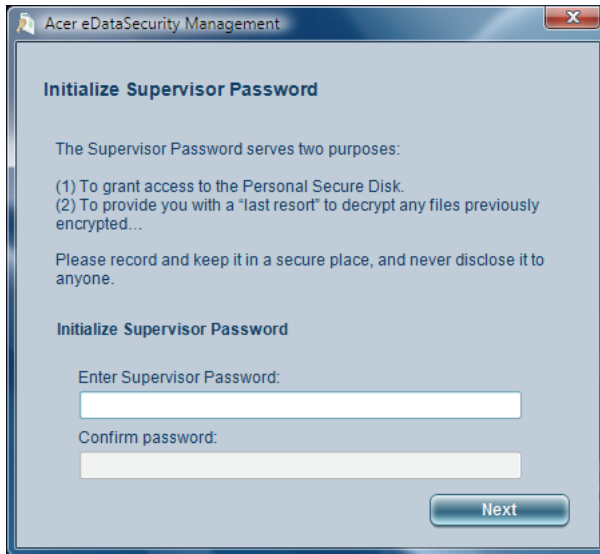 Acer eDataSecurity Management
Initialize Supervisor Password
The Supervisor Password serves two purposes:
(1) To grant access to the Personal Secure Disk.
(2) To provide you with a “last resort” to decrypt any files previously
encrypted...
Please record and keep it in a secure place, and never disclose it to
anyone.
Initialize Supervisor Password
Enter Supervisor Password:
Confirm password:
Next